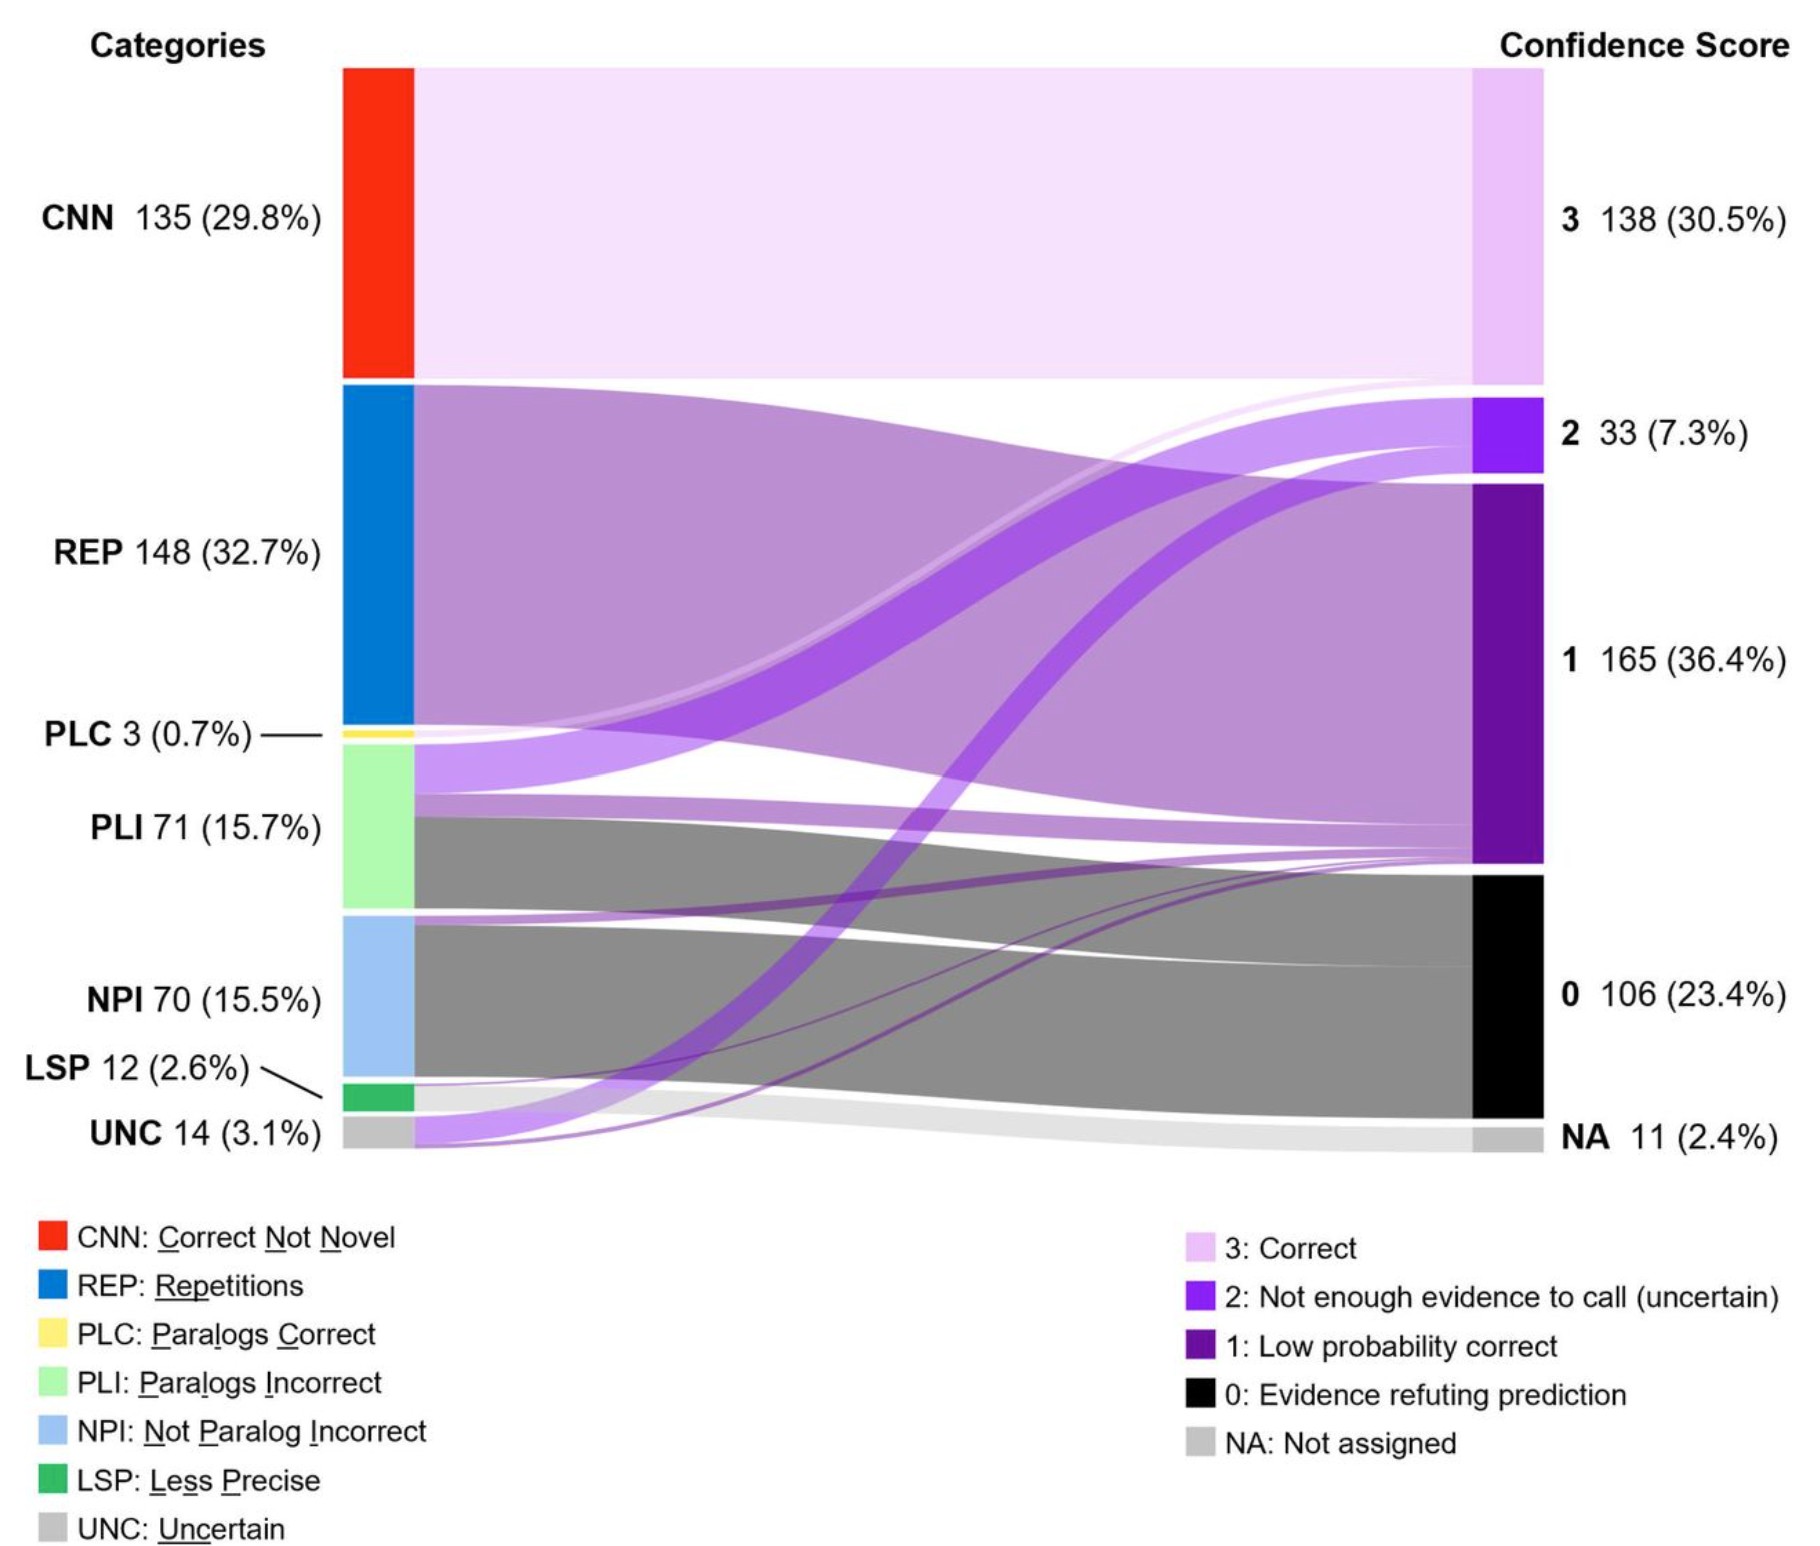 Categories
Confidence Score
CNN 135 (29.8%)
3 138 (30.5%)
2 33 (7.3%)
REP 148 (32.7%)
1 165 (36.4%)
PLC 3 (0.7%)
PLI 71 (15.7%)
NPI 70 (15.5%)
0 106 (23.4%)
LSP 12 (2.6%)
UNC 14 (3.1%)
NA 11 (2.4%)
CNN: Correct Not Novel
REP: Repetitions
PLC: Paralogs Correct
PLI: Paralogs Incorrect
NPI: Not Paralog Incorrect
LSP: Less Precise
UNC: Uncertain
3: Correct
2: Not enough evidence to call (uncertain)
1: Low probability correct
0: Evidence refuting prediction
NA: Not assigned